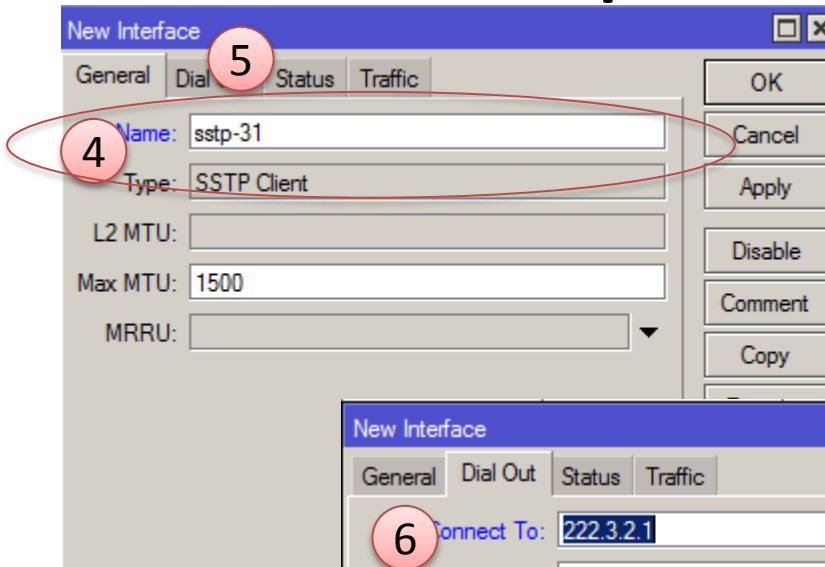 New Interface
5
General Dial Status Traffic
OK
4
Name: sstp-31
Cancel
Type: SSTP Client
Apply
L2 MTU:
Disable
Max MTU: 1500
Comment
MRRU:
Copy
New Interface
General Dial Out Status Traffic
6
Connect To: 222.3.2.1